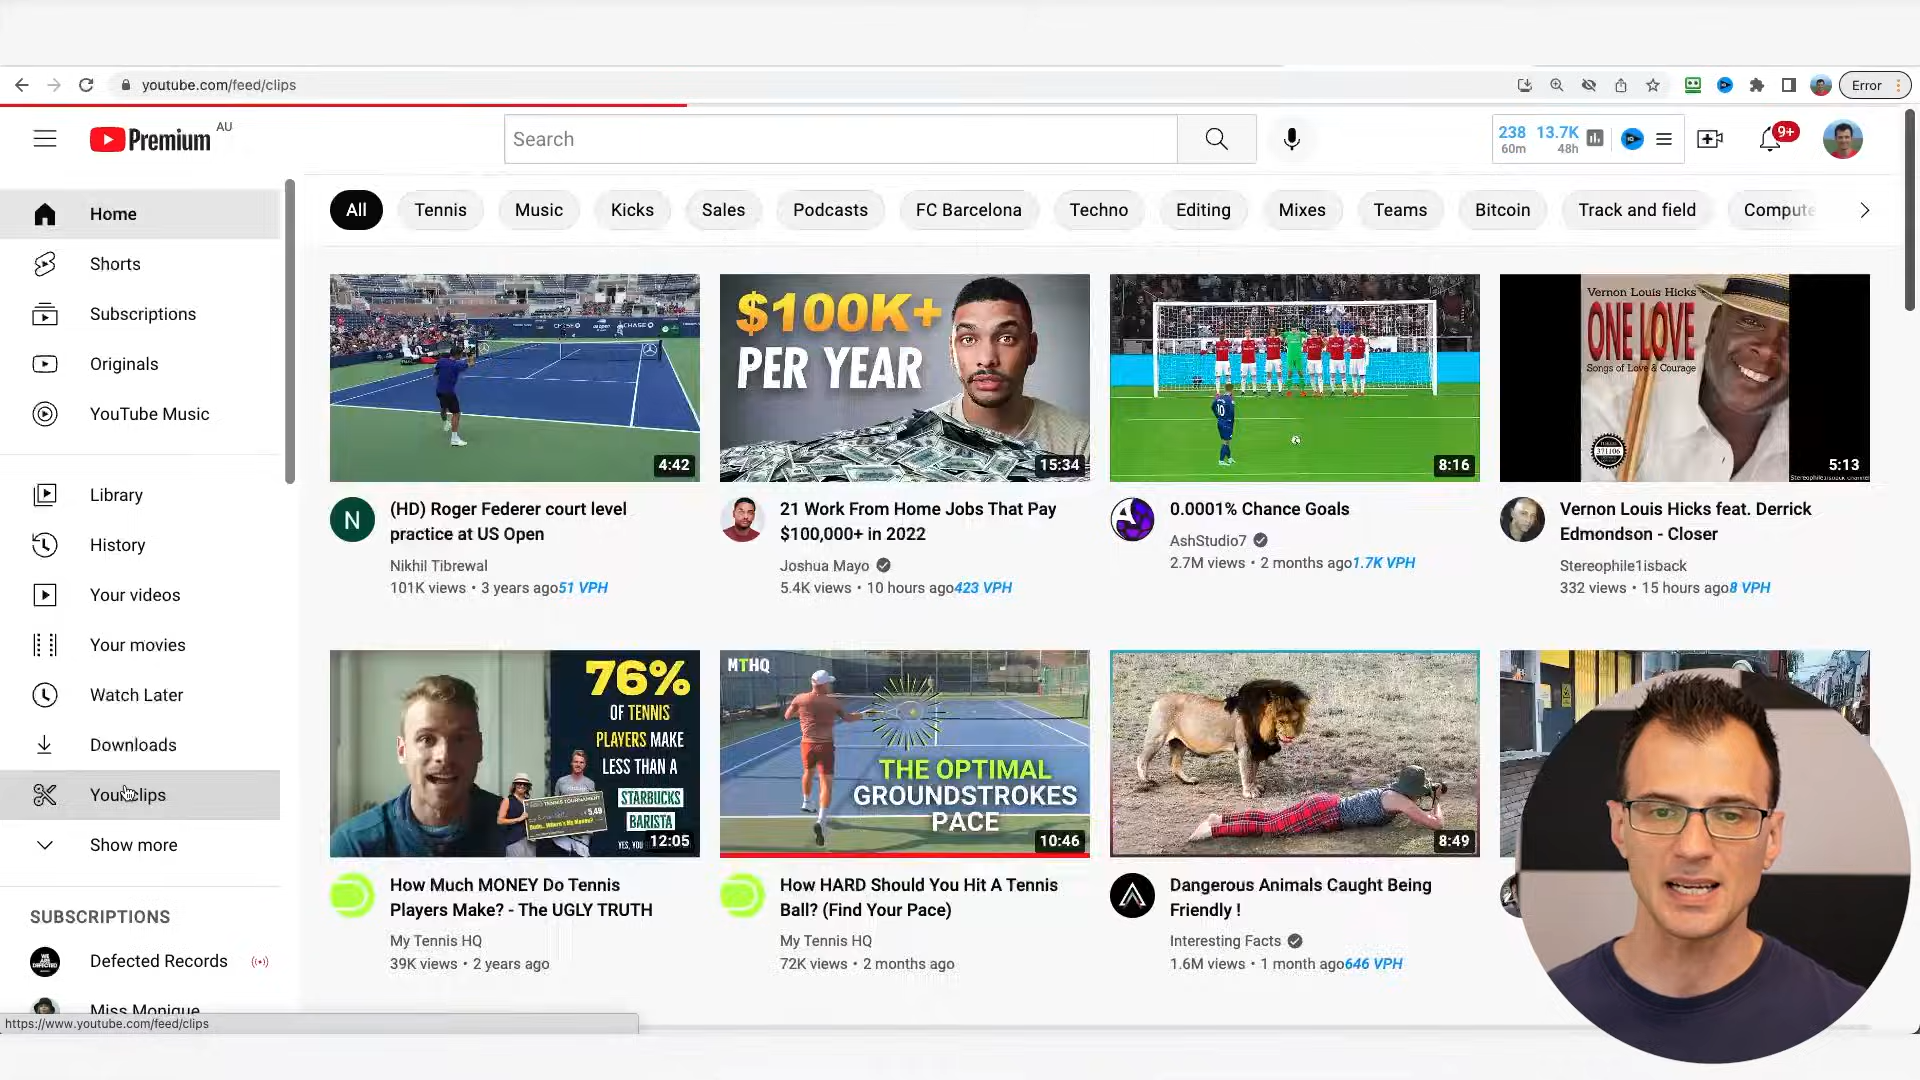 youtube.com/feed/clips
Error
Premium AU
Search
238 13.7K
60m 48h
9+
Home
Shorts
Subscriptions
Originals
YouTube Music
Library
History
Your videos
Your movies
Watch Later
Downloads
Your clips
Show more
SUBSCRIPTIONS
Defected Records
Miss Monique
https://www.youtube.com/feed/clips
All Tennis Music Kicks Sales Podcasts FC Barcelona Techno Editing Mixes Teams Bitcoin Track and field Compute
CHASE CHASE
4:42
$100K+
PER YEAR
15:34
10
8:16
Vernon Louis Hicks
ONE LOVE
Songs of Love & Courage
371106
5:13
Stereophile1isback channel
N
(HD) Roger Federer court level
practice at US Open
Nikhil Tibrewal
101K views • 3 years ago51 VPH
21 Work From Home Jobs That Pay
$100,000+ in 2022
Joshua Mayo
5.4K views • 10 hours ago423 VPH
0.0001% Chance Goals
AshStudio7
2.7M views • 2 months ago1.7K VPH
Vernon Louis Hicks feat. Derrick
Edmondson - Closer
Stereophile1isback
332 views • 15 hours ago8 VPH
76%
OF TENNIS
PLAYERS MAKE
LESS THAN A
STARBUCKS
BARISTA
YES, YOU
12:05
MTHQ
THE OPTIMAL
GROUNDSTROKES
PACE
10:46
8:49
How Much MONEY Do Tennis
Players Make? - The UGLY TRUTH
My Tennis HQ
39K views • 2 years ago
How HARD Should You Hit A Tennis
Ball? (Find Your Pace)
My Tennis HQ
72K views • 2 months ago
Dangerous Animals Caught Being
Friendly !
Interesting Facts
1.6M views • 1 month ago646 VPH